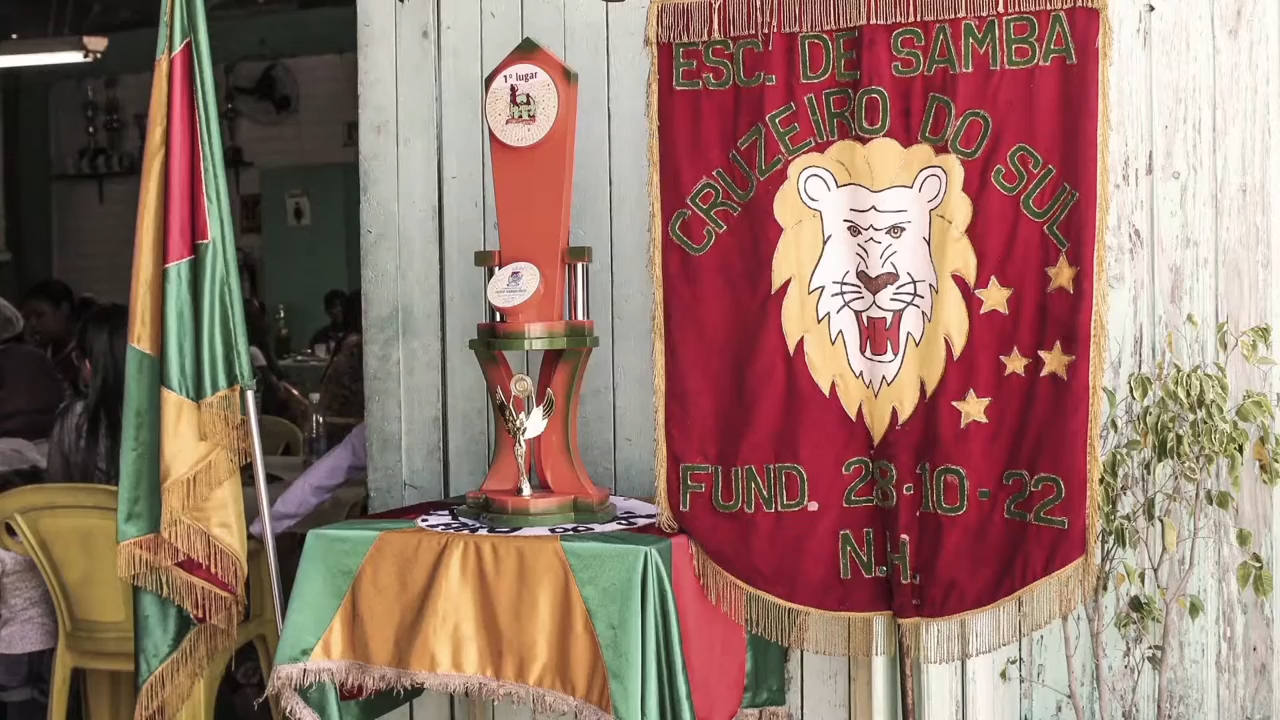 1º lugar
ESC. DE SAMBA
CRUZEIRO DO SUL
FUND. 28-10-22
N.H.